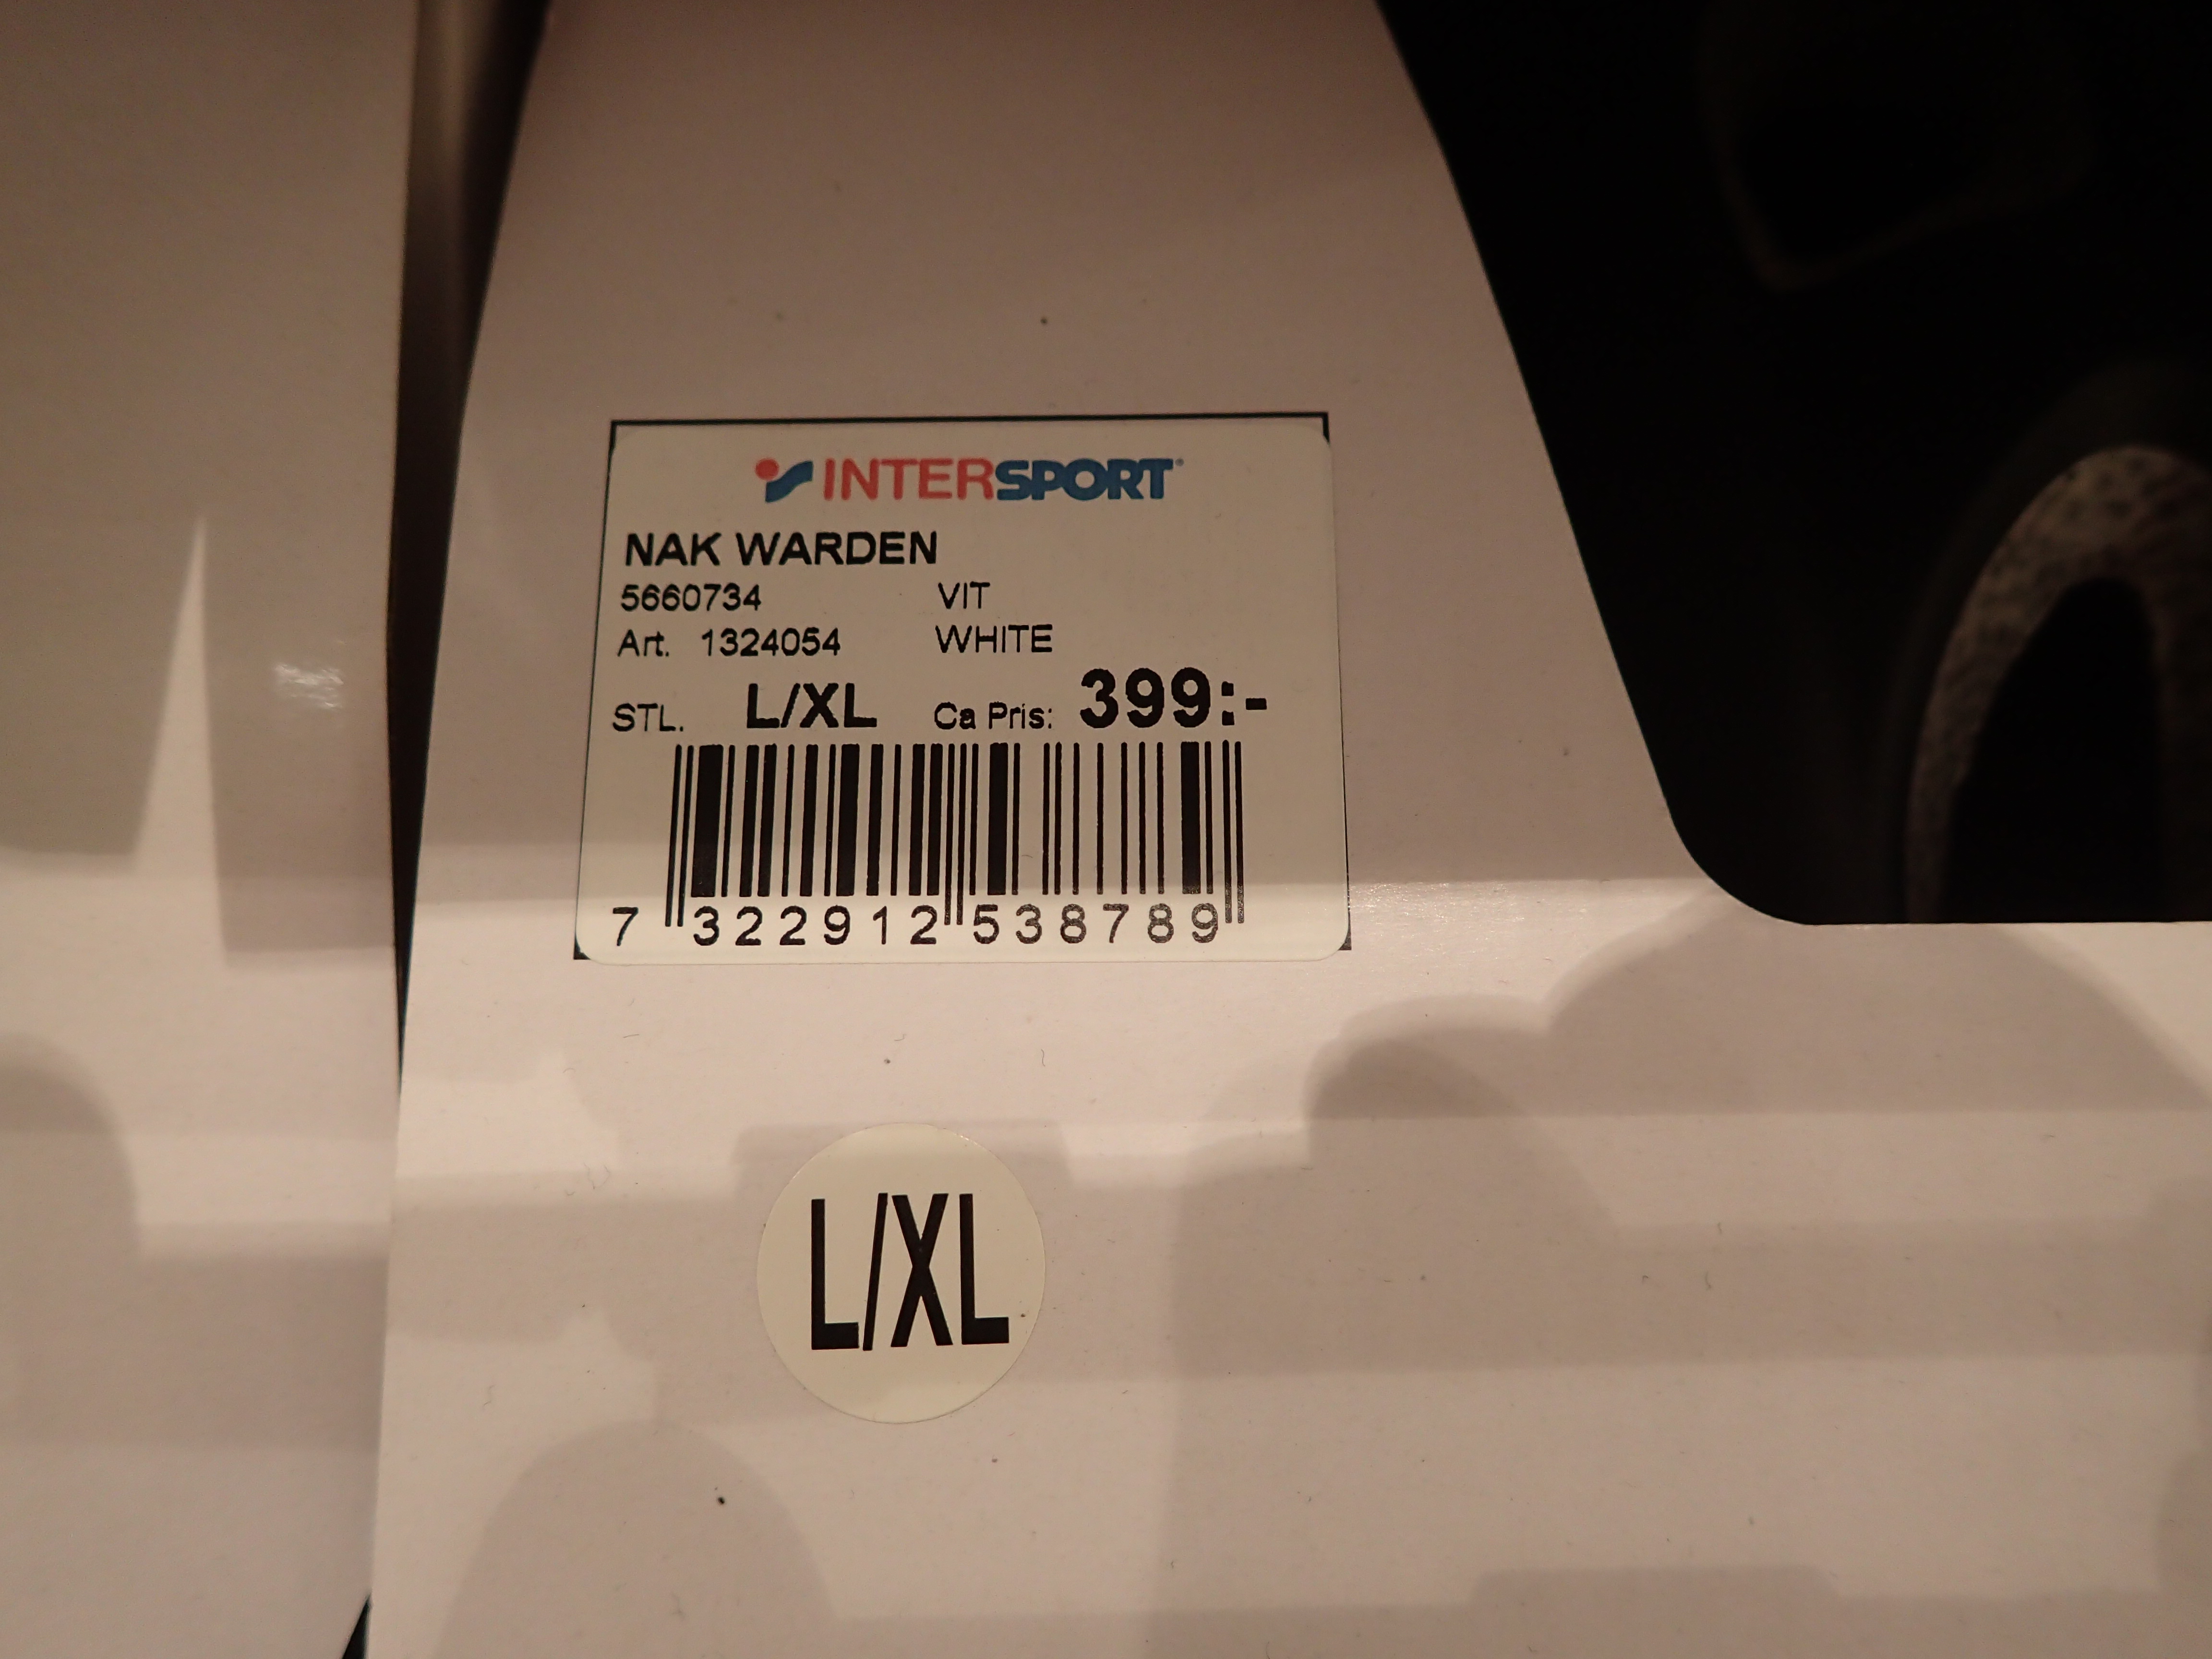 INTERSPORT
NAK WARDEN
5660734 VIT
Art. 1324054 WHITE
STL. L/XL Ca Pris: 399:-
7 322912 538789
L/XL